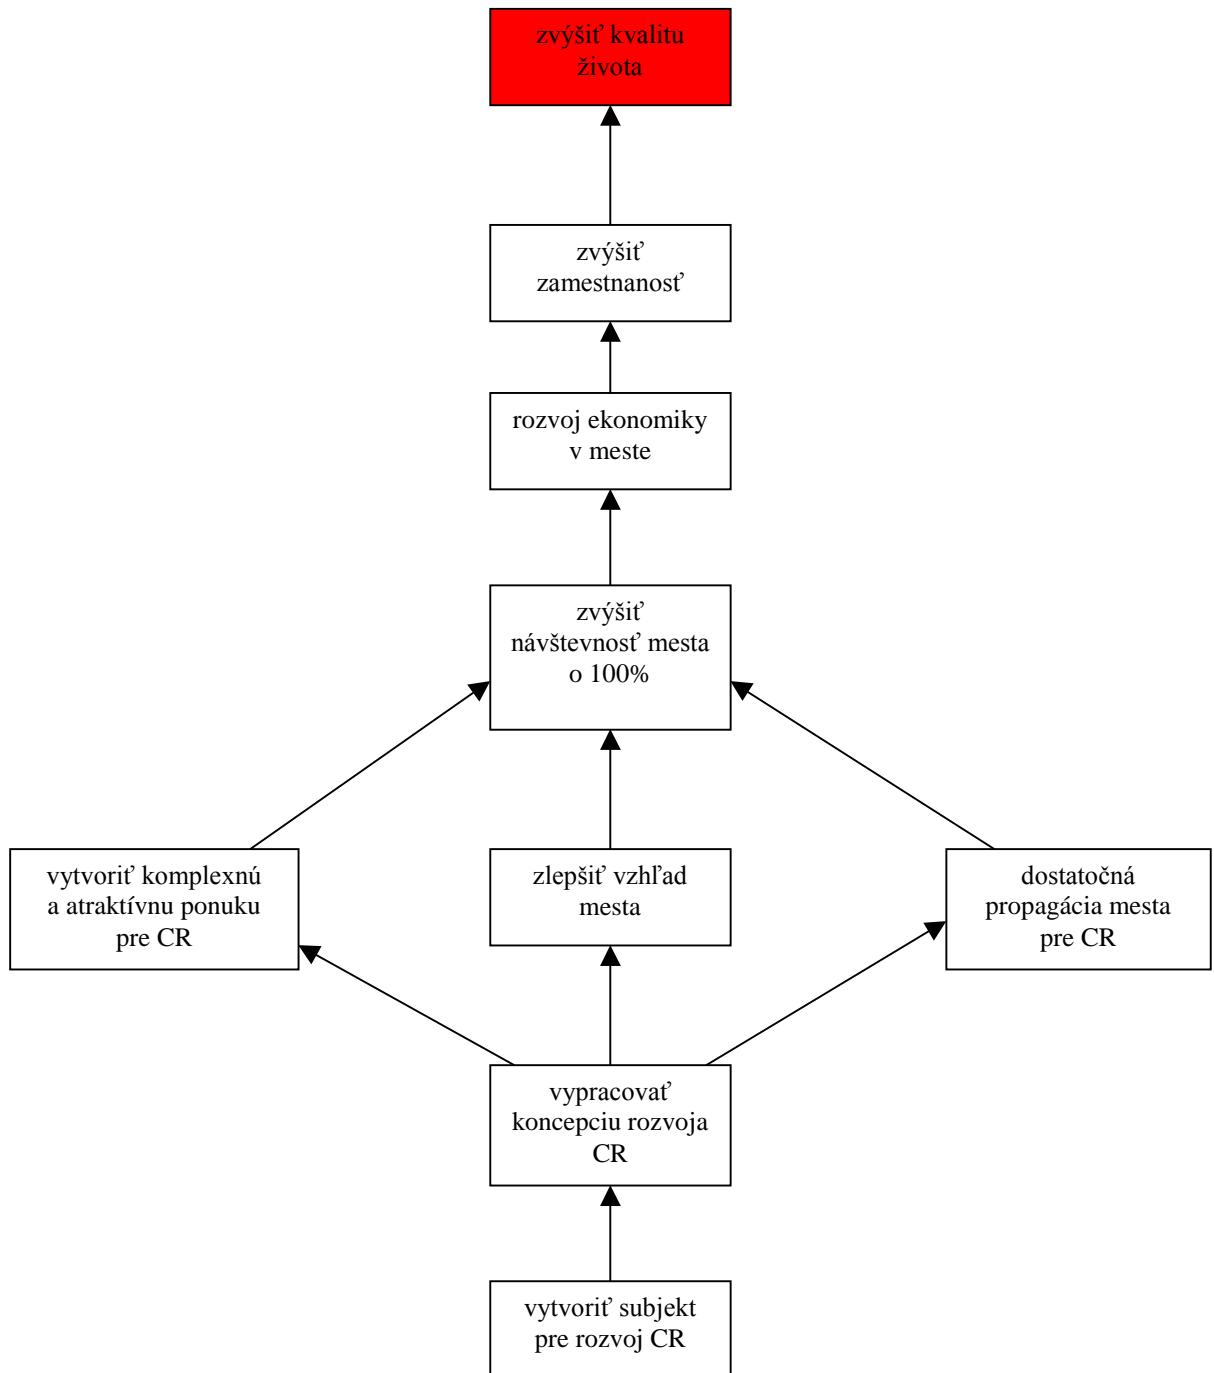 zvýšiť kvalitu
života
zvýšiť
zamestnanosť
rozvoj ekonomiky
v meste
zvýšiť
návštevnosť mesta
o 100%
vytvoriť komplexnú
a atraktívnu ponuku
pre CR
zlepšiť vzhľad
mesta
dostatočná
propagácia mesta
pre CR
vypracovať
koncepciu rozvoja
CR
vytvoriť subjekt
pre rozvoj CR